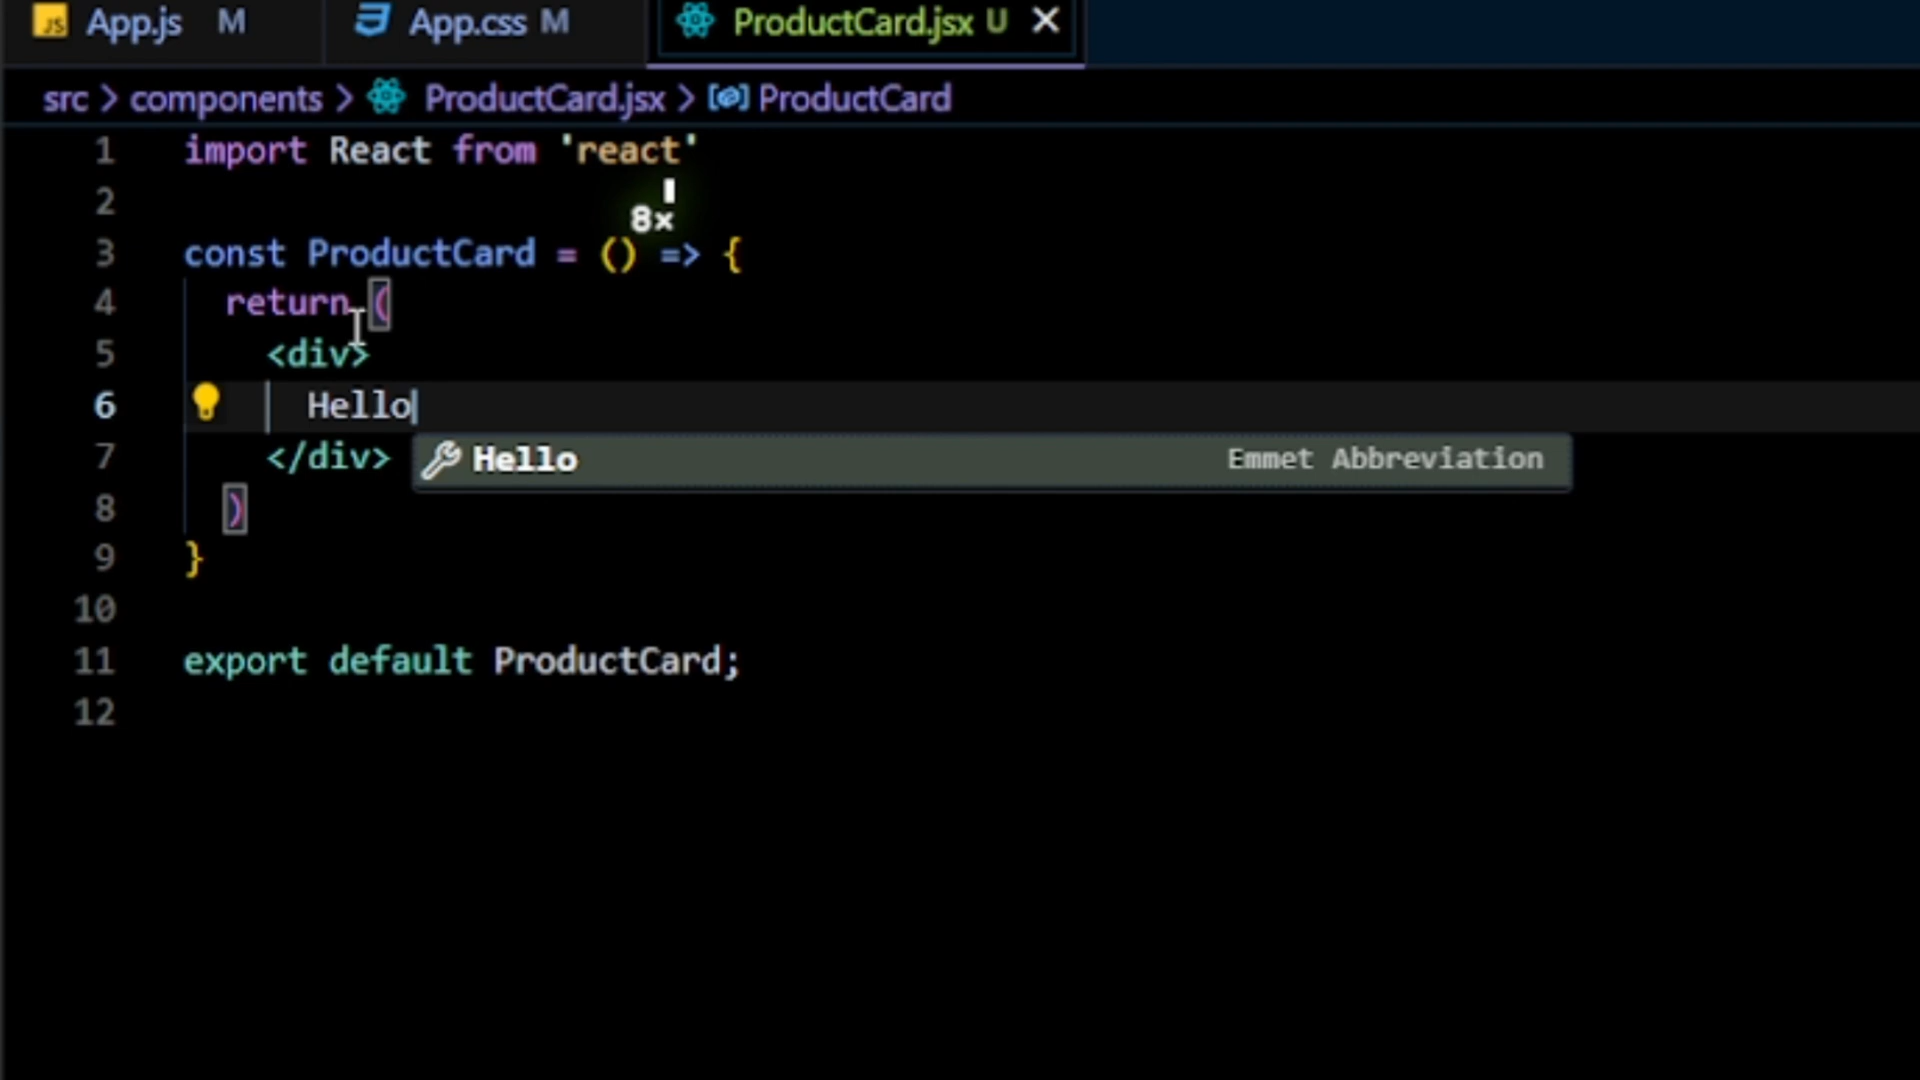 App.js M App.css M ProductCard.jsx U
src > components > ProductCard.jsx > ProductCard
1 import React from 'react'
2
8x
3 const ProductCard = () => {
4 return (
5 <div>
6 Hello
7 </div>
Hello Emmet Abbreviation
8 )
9 }
10
11 export default ProductCard;
12